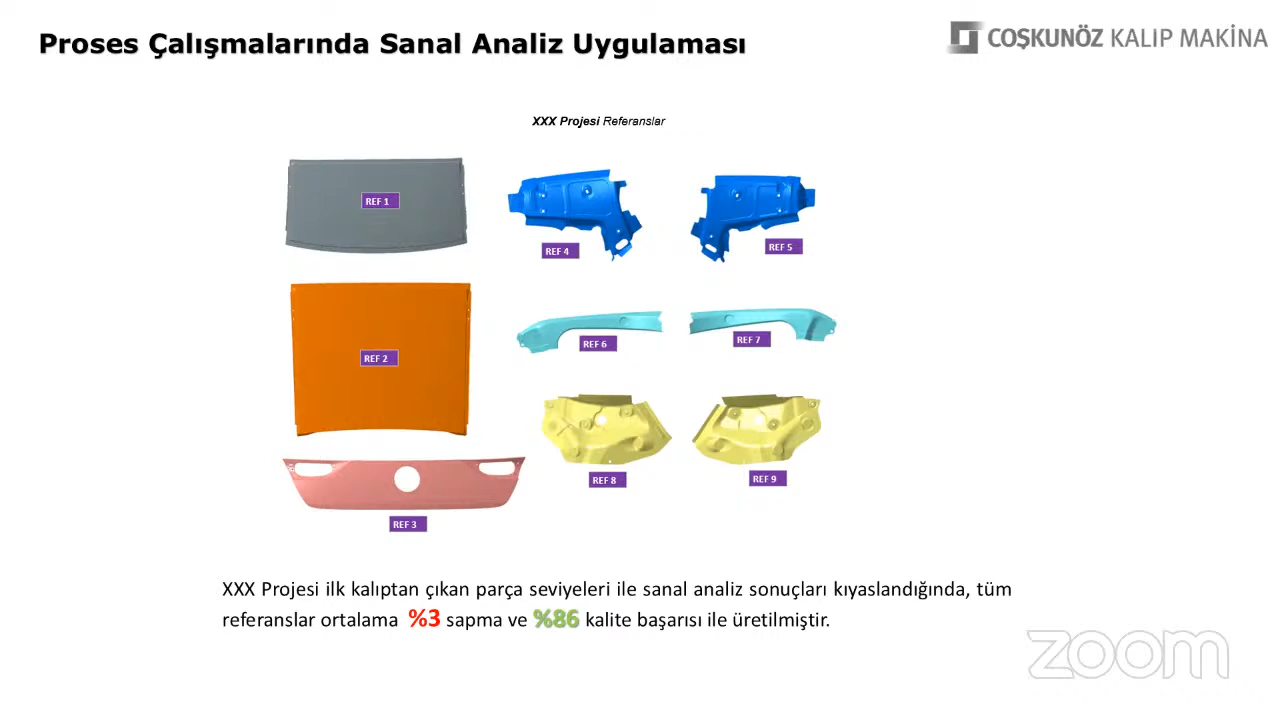 Proses Çalışmalarında Sanal Analiz Uygulaması
COŞKUNÖZ KALIP MAKİNA
XXX Projesi Referanslar
REF 1
REF 4
REF 5
REF 2
REF 6
REF 7
REF 3
REF 8
REF 9
XXX Projesi ilk kalıptan çıkan parça seviyeleri ile sanal analiz sonuçları kıyaslandığında, tüm
referanslar ortalama %3 sapma ve %86 kalite başarısı ile üretilmiştir.
zoom